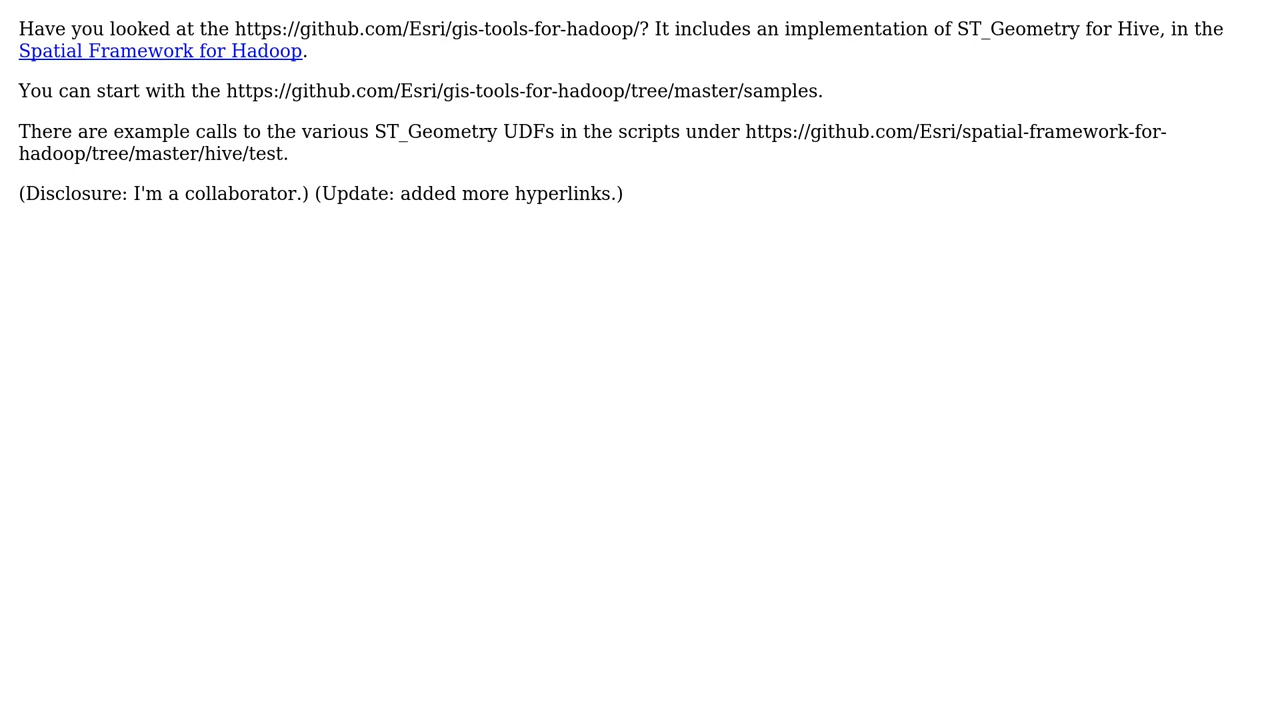 Have you looked at the https://github.com/Esri/gis-tools-for-hadoop/? It includes an implementation of ST_Geometry for Hive, in the
Spatial Framework for Hadoop.
You can start with the https://github.com/Esri/gis-tools-for-hadoop/tree/master/samples.
There are example calls to the various ST_Geometry UDFs in the scripts under https://github.com/Esri/spatial-framework-for-
hadoop/tree/master/hive/test.
(Disclosure: I'm a collaborator.) (Update: added more hyperlinks.)